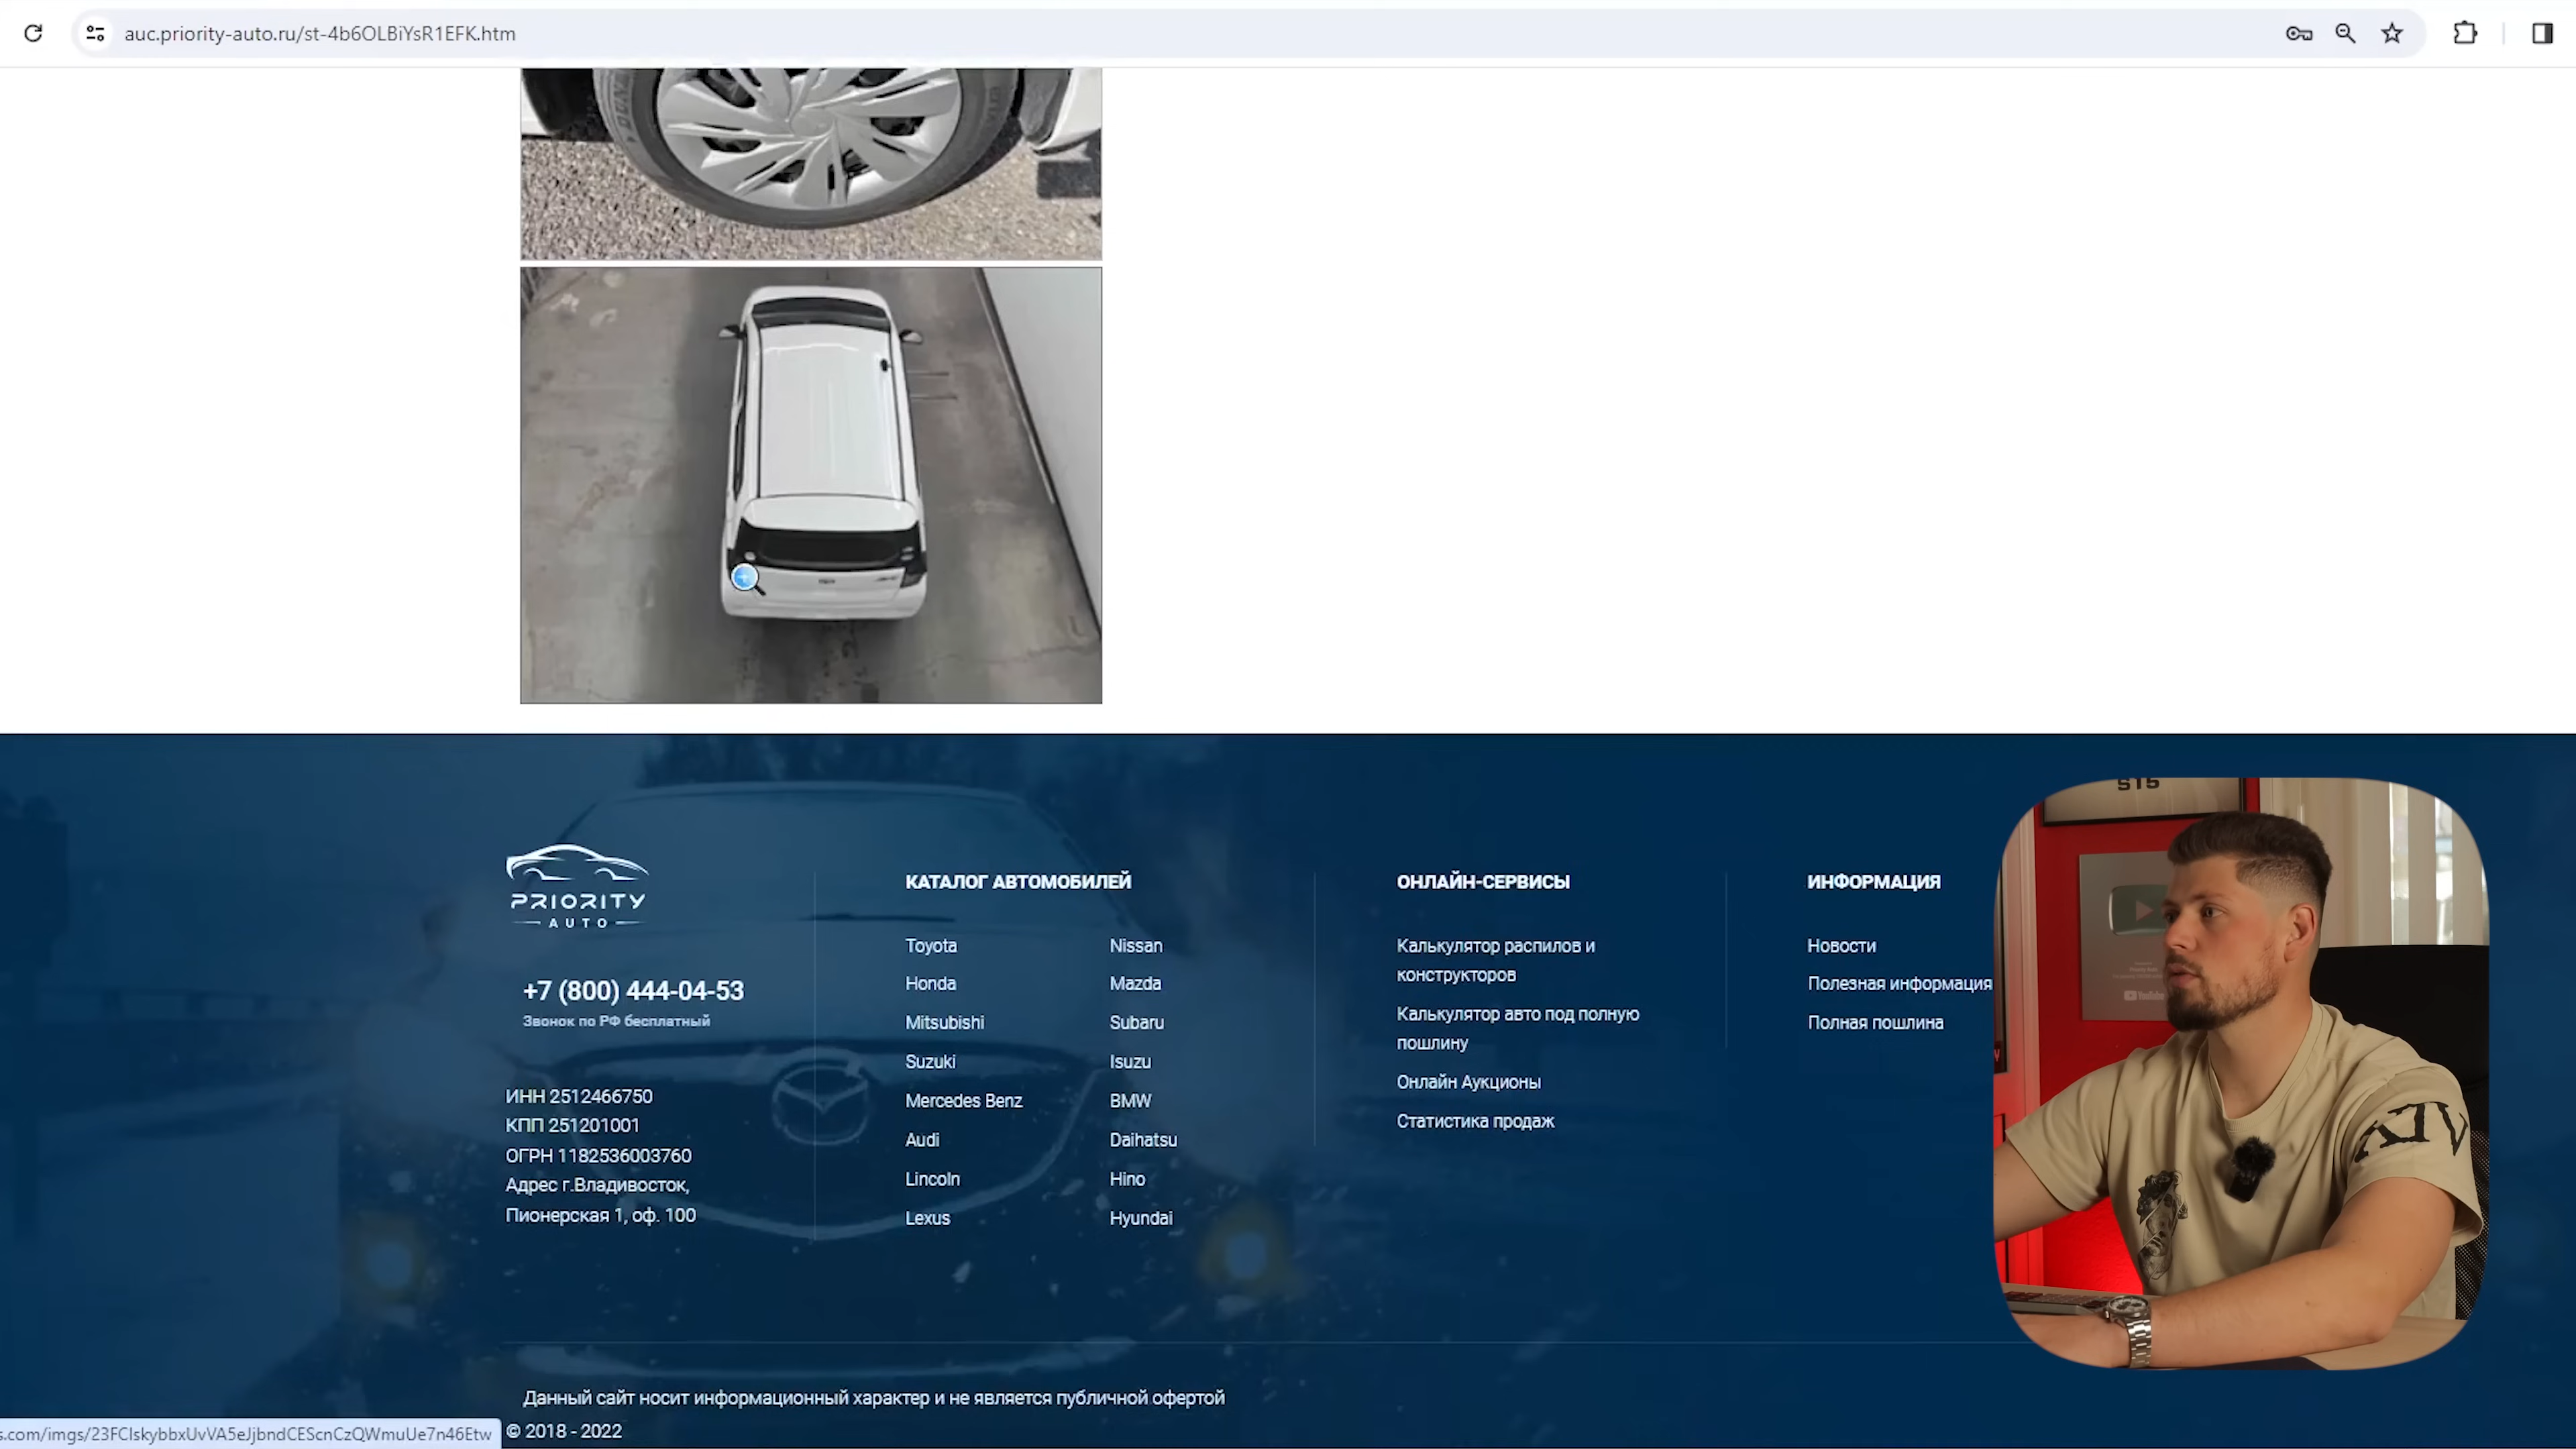 auc.priority-auto.ru/st-4b6OLBiYsR1EFK.htm
PRIORITY
AUTO
+7 (800) 444-04-53
Звонок по РФ бесплатный
ИНН 2512466750
КПП 251201001
ОГРН 1182536003760
Адрес г.Владивосток,
Пионерская 1, оф. 100
КАТАЛОГ АВТОМОБИЛЕЙ
Toyota
Honda
Mitsubishi
Suzuki
Mercedes Benz
Audi
Lincoln
Lexus
Nissan
Mazda
Subaru
Isuzu
BMW
Daihatsu
Hino
Hyundai
ОНЛАЙН-СЕРВИСЫ
Калькулятор распилов и
конструкторов
Калькулятор авто под полную
пошлину
Онлайн Аукционы
Статистика продаж
ИНФОРМАЦИЯ
Новости
Полезная информация
Полная пошлина
S15
YouTube
XIV
Данный сайт носит информационный характер и не является публичной офертой
s.com/imgs/23FCIskybbxUvVA5eJjbndCEScnCzQWmuUe7n46Etw
© 2018 - 2022